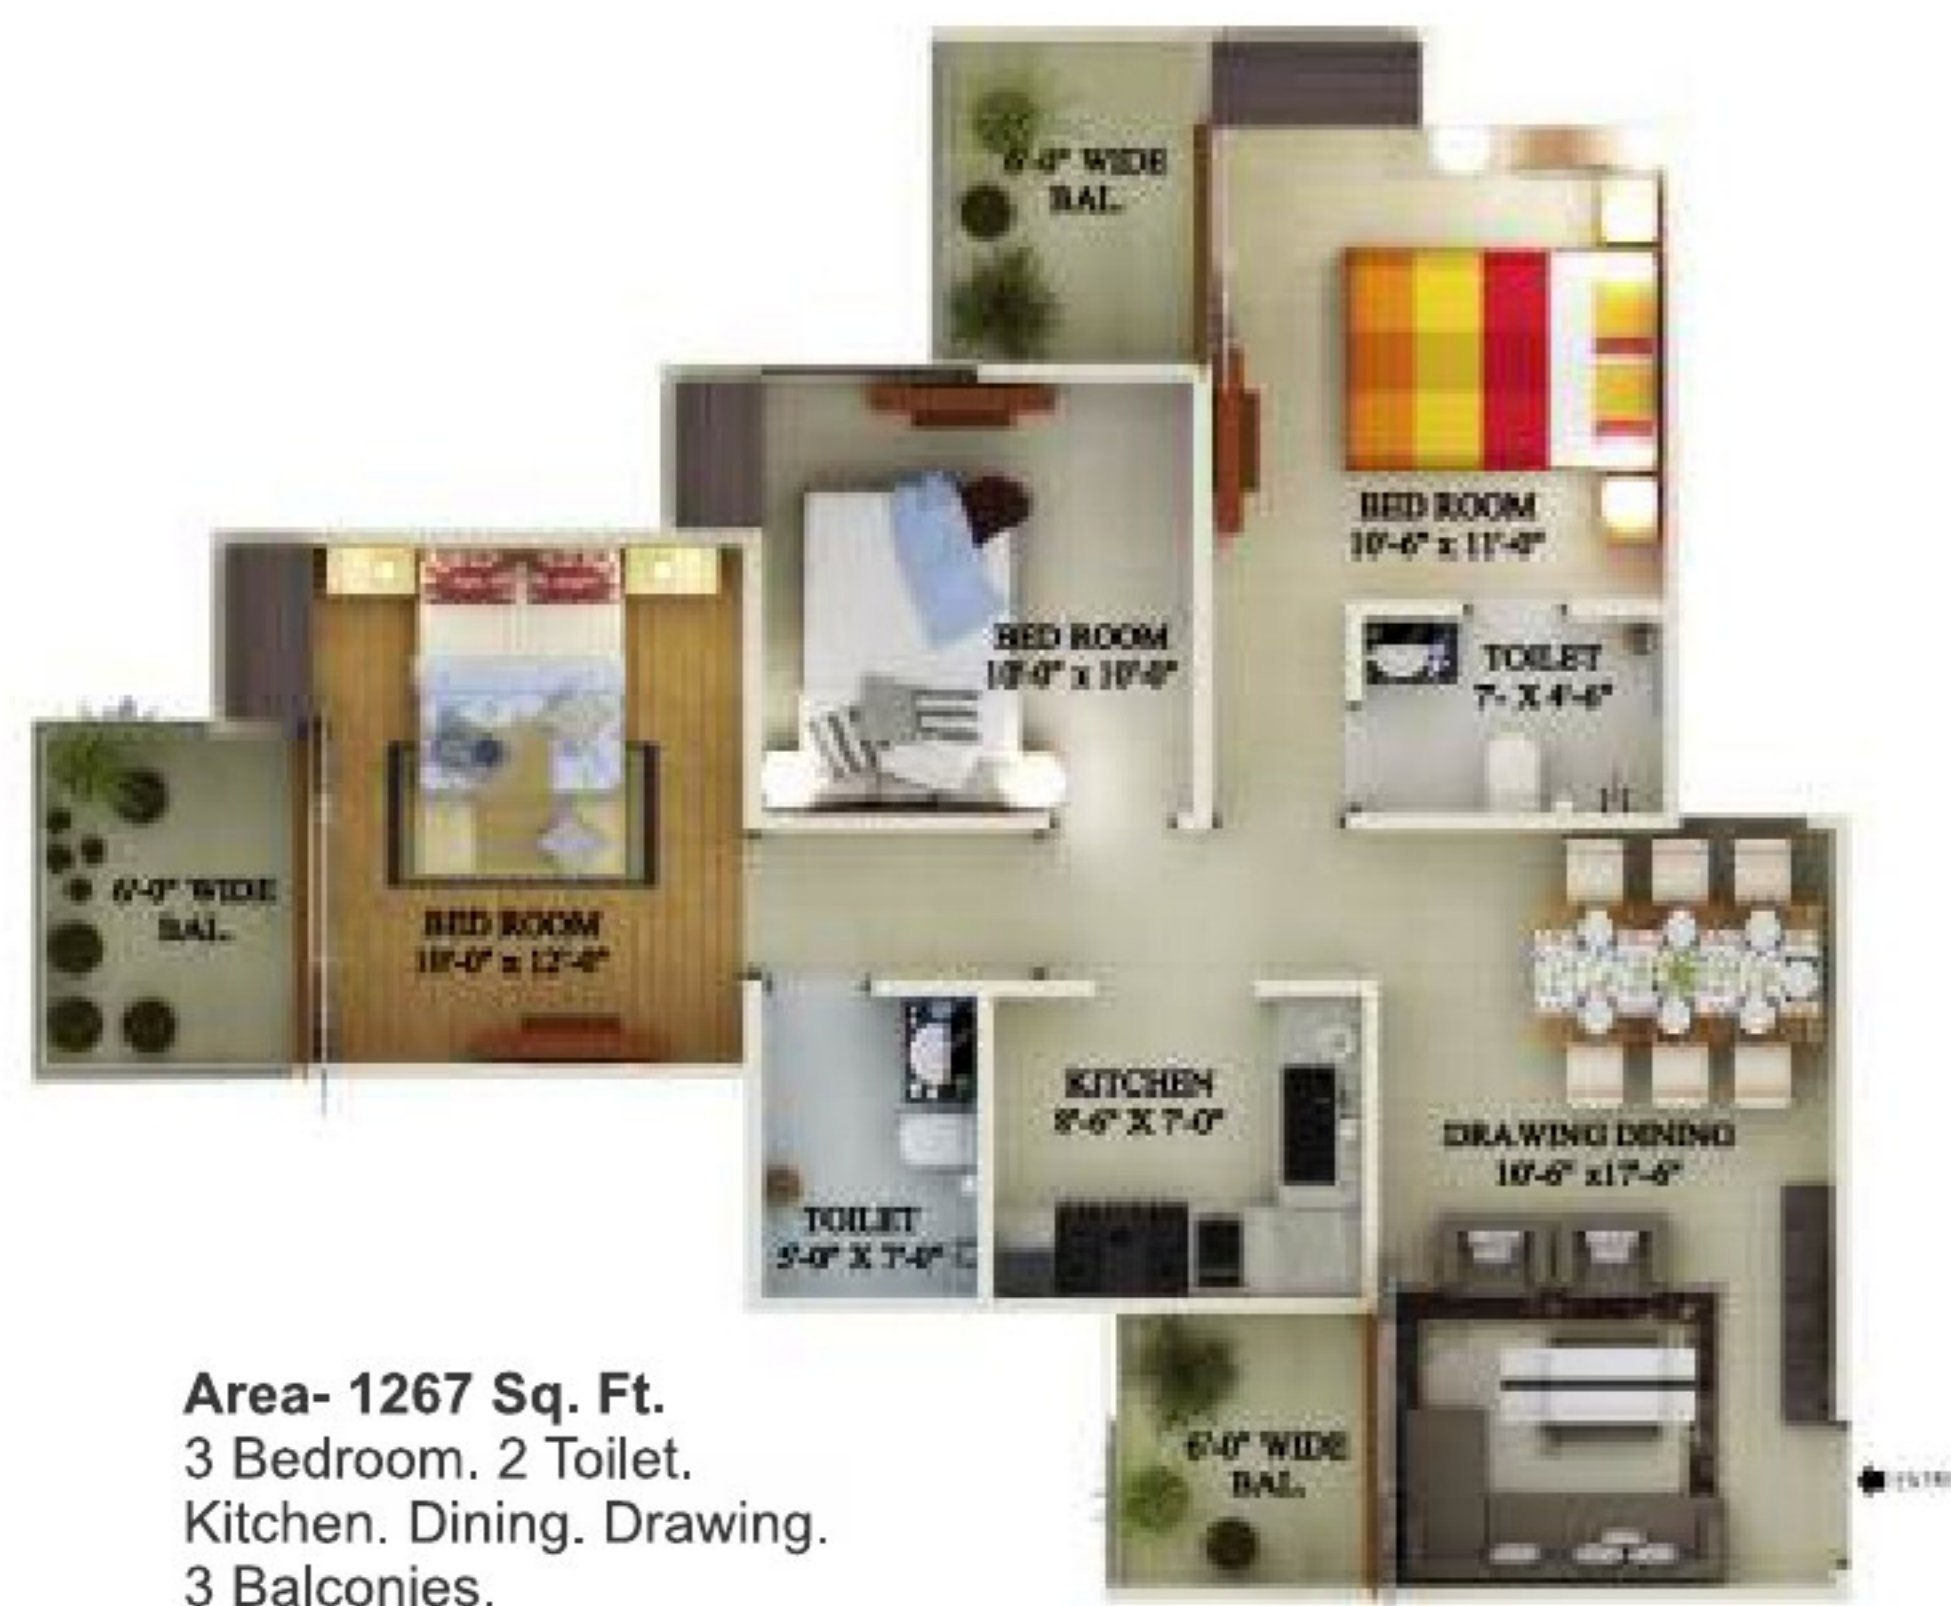 6'-0" WIDE
BAL.
BED ROOM
10'-6" x 11'-0"
BED ROOM
10'-0" x 10'-0"
TOILET
7'- X 4'-6"
6'-0" WIDE
BAL.
BED ROOM
10'-0" x 12'-0"
KITCHEN
8'-6" X 7'-0"
DRAWING DINING
10'-6" x17'-6"
TOILET
5'-0" X 7'-0"
6'-0" WIDE
BAL.
Area- 1267 Sq. Ft.
3 Bedroom. 2 Toilet.
Kitchen. Dining. Drawing.
3 Balconies.